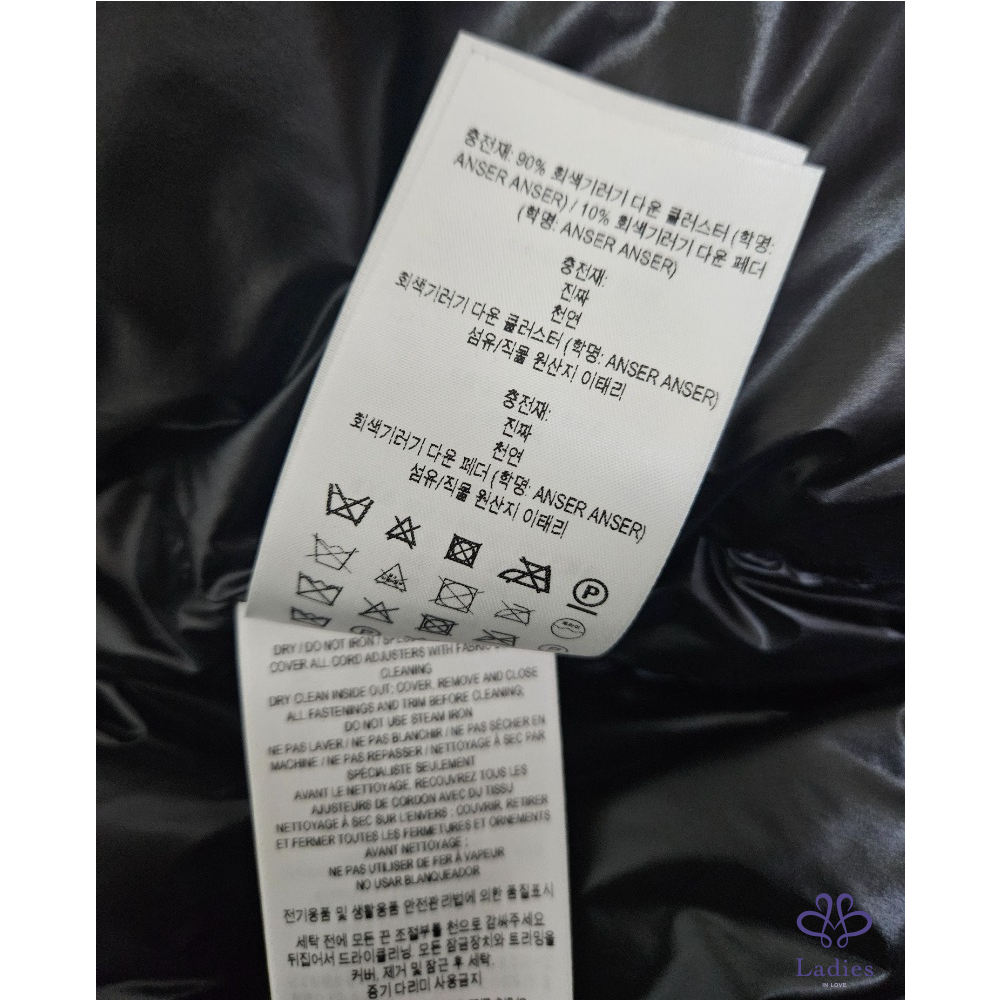 충전재: 90% 회색기러기 다운 클러스터 (학명:
ANSER ANSER) / 10% 회색기러기 다운 페더
(학명: ANSER ANSER)
충전재:
진짜
천연
회색기러기 다운 클러스터 (학명: ANSER ANSER)
섬유/직물 원산지 이태리
충전재:
진짜
천연
회색기러기 다운 페더 (학명: ANSER ANSER)
섬유/직물 원산지 이태리
P
DRY / DO NOT IRON /
COVER ALL CORD ADJUSTERS WITH
CLEANING
DRY CLEAN INSIDE OUT; COVER, REMOVE AND CLOSE
ALL FASTENINGS AND TRIM BEFORE CLEANING;
DO NOT USE STEAM IRON
NE PAS LAVER / NE PAS BLANCHIR / NE PAS SÉCHER EN
MACHINE / NE PAS REPASSER / NETTOYAGE À SEC PAR
SPÉCIALISTE SEULEMENT
AVANT LE NETTOYAGE, RECOUVREZ TOUS LES
AJUSTEURS DE CORDON AVEC DU TISSU
NETTOYAGE À SEC SUR L'ENVERS ; COUVRIR, RETIRER
ET FERMER TOUTES LES FERMETURES ET ORNEMENTS
AVANT NETTOYAGE ;
NE PAS UTILISER DE FER À VAPEUR
NO USAR BLANQUEADOR
전기용품 및 생활용품 안전관리법에 의한 품질표시
세탁 전에 모든 끈 조절부를 천으로 감싸주세요
뒤집어서 드라이클리닝, 모든 잠금장치와 트리밍을
커버, 제거 및 잠근 후 세탁.
증기 다리미 사용금지
Ladies
IN LOVE